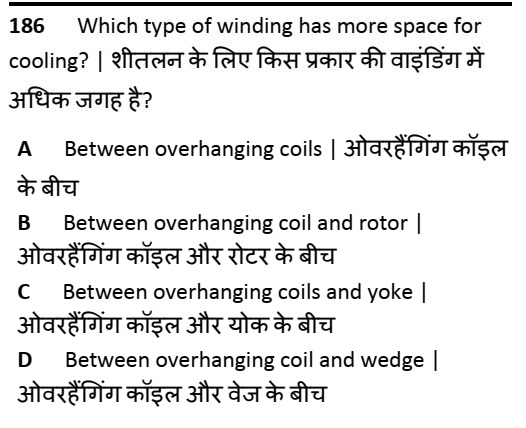 186 Which type of winding has more space for
cooling? | शीतलन के लिए किस प्रकार की वाइंडिंग में
अधिक जगह है?
A Between overhanging coils | ओवरहैंगिंग कॉइल
के बीच
B Between overhanging coil and rotor |
ओवरहैंगिंग कॉइल और रोटर के बीच
C Between overhanging coils and yoke |
ओवरहैंगिंग कॉइल और योक के बीच
D Between overhanging coil and wedge |
ओवरहैंगिंग कॉइल और वेज के बीच